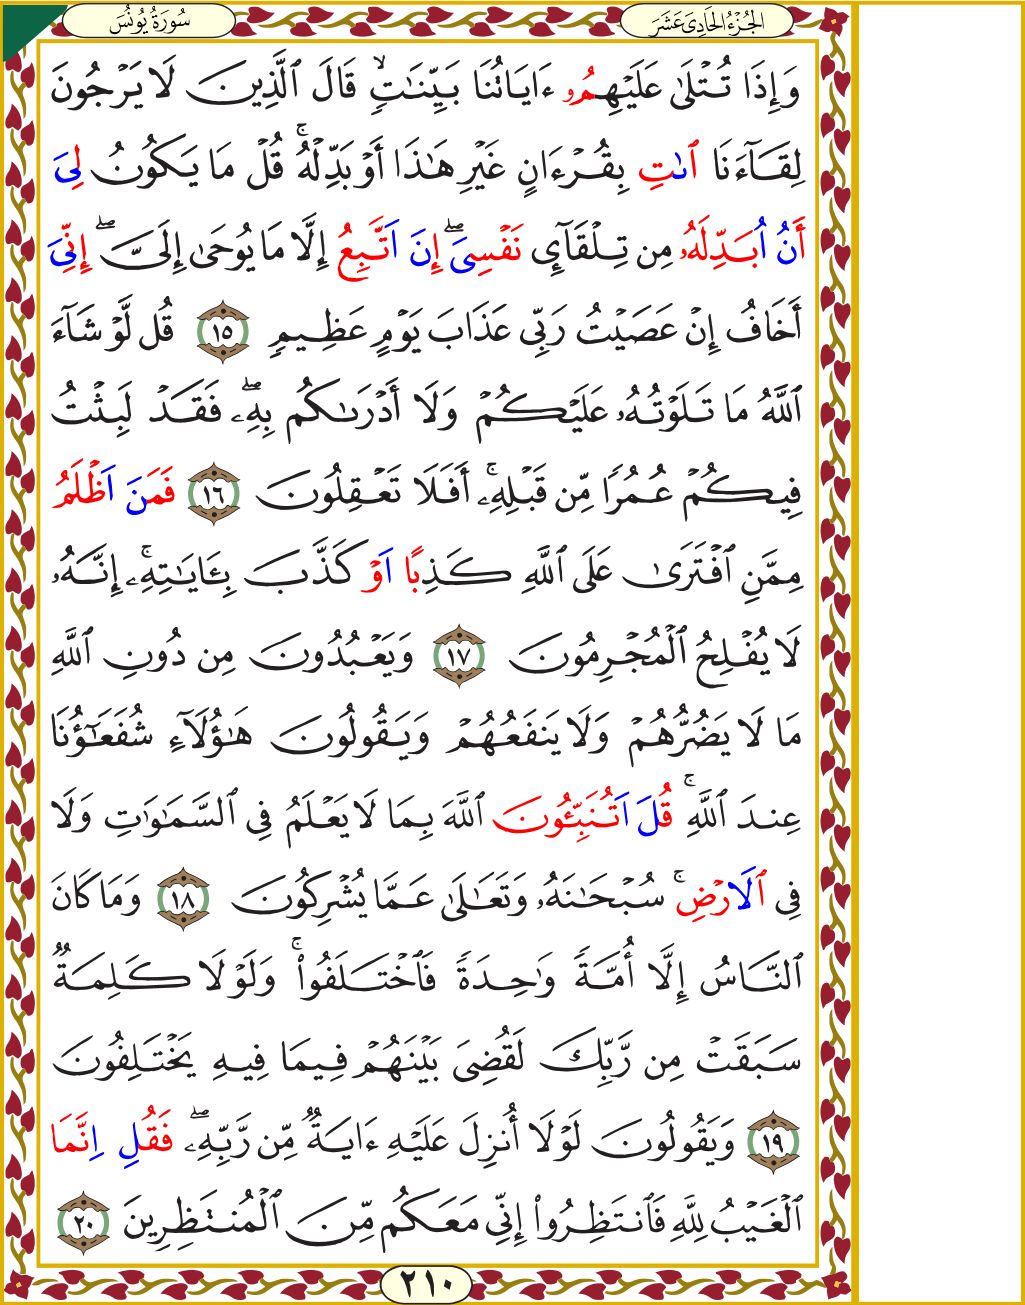 سُورَةُ يُونُسَ
الجُزْءُ الحَادِيَ عَشَرَ
وَإِذَا تُتْلَىٰ عَلَيْهِمُۥ ءَايَاتُنَا بَيِّنَٰتٖ قَالَ ٱلَّذِينَ لَا يَرْجُونَ
لِقَآءَنَا ٱتِ بِقُرْءَانٍ غَيْرِ هَٰذَا أَوْ بَدِّلْهُۚ قُلْ مَا يَكُونُ لِيَ
أَنُ اُبَدِّلَهُۥ مِن تِلْقَآيِٕ نَفْسِيَۖ إِنَ اَتَّبِعُ إِلَّا مَا يُوحَىٰ إِلَيَّۖ إِنِّيَ
أَخَافُ إِنْ عَصَيْتُ رَبِّي عَذَابَ يَوْمٍ عَظِيمٖ ١٥ قُل لَّوْ شَآءَ
ٱللَّهُ مَا تَلَوْتُهُۥ عَلَيْكُمْ وَلَا أَدْرَىٰكُم بِهِۦۖ فَقَدْ لَبِثْتُ
فِيكُمْ عُمُرٗا مِّن قَبْلِهِۦۚ أَفَلَا تَعْقِلُونَ ١٦ فَمَنَ اَظْلَمُ
مِمَّنِ ٱفْتَرَىٰ عَلَى ٱللَّهِ كَذِبًا اَوْ كَذَّبَ بِـَٔايَٰتِهِۦۚ إِنَّهُۥ
لَا يُفْلِحُ ٱلْمُجْرِمُونَ ١٧ وَيَعْبُدُونَ مِن دُونِ ٱللَّهِ
مَا لَا يَضُرُّهُمْ وَلَا يَنفَعُهُمْ وَيَقُولُونَ هَٰؤُلَآءِ شُفَعَٰٓؤُنَا
عِندَ ٱللَّهِۚ قُلَ اَتُنَبِّـُٔونَ ٱللَّهَ بِمَا لَا يَعْلَمُ فِي ٱلسَّمَٰوَٰتِ وَلَا
فِي ٱلَارْضِۚ سُبْحَٰنَهُۥ وَتَعَٰلَىٰ عَمَّا يُشْرِكُونَ ١٨ وَمَا كَانَ
ٱلنَّاسُ إِلَّا أُمَّةٗ وَٰحِدَةٗ فَٱخْتَلَفُواْۚ وَلَوْلَا كَلِمَةٞ
سَبَقَتْ مِن رَّبِّكَ لَقُضِيَ بَيْنَهُمْ فِيمَا فِيهِ يَخْتَلِفُونَ
١٩ وَيَقُولُونَ لَوْلَا أُنزِلَ عَلَيْهِ ءَايَةٞ مِّن رَّبِّهِۦۖ فَقُلِ اِنَّمَا
ٱلْغَيْبُ لِلَّهِ فَٱنتَظِرُواْ إِنِّي مَعَكُم مِّنَ ٱلْمُنتَظِرِينَ ٢٠
٢١٠